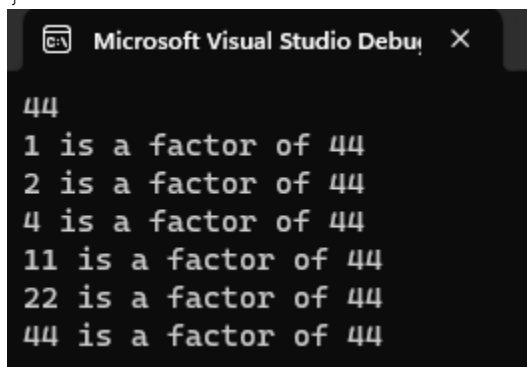 Microsoft Visual Studio Debu
44
1 is a factor of 44
2 is a factor of 44
4 is a factor of 44
11 is a factor of 44
22 is a factor of 44
44 is a factor of 44